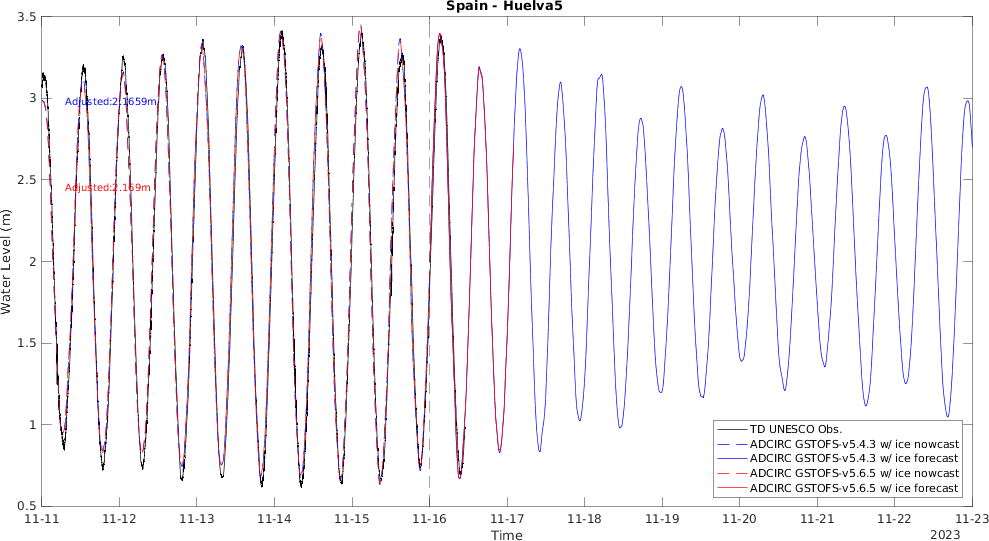 Spain - Huelva5
3.5
3
2.5
2
1.5
1
0.5
Water Level (m)
Adjusted:2.1659m
Adjusted:2.169m
TD UNESCO Obs.
ADCIRC GSTOFS-v5.4.3 w/ ice nowcast
ADCIRC GSTOFS-v5.4.3 w/ ice forecast
ADCIRC GSTOFS-v5.6.5 w/ ice nowcast
ADCIRC GSTOFS-v5.6.5 w/ ice forecast
11-11 11-12 11-13 11-14 11-15 11-16 11-17 11-18 11-19 11-20 11-21 11-22 11-23
Time
2023